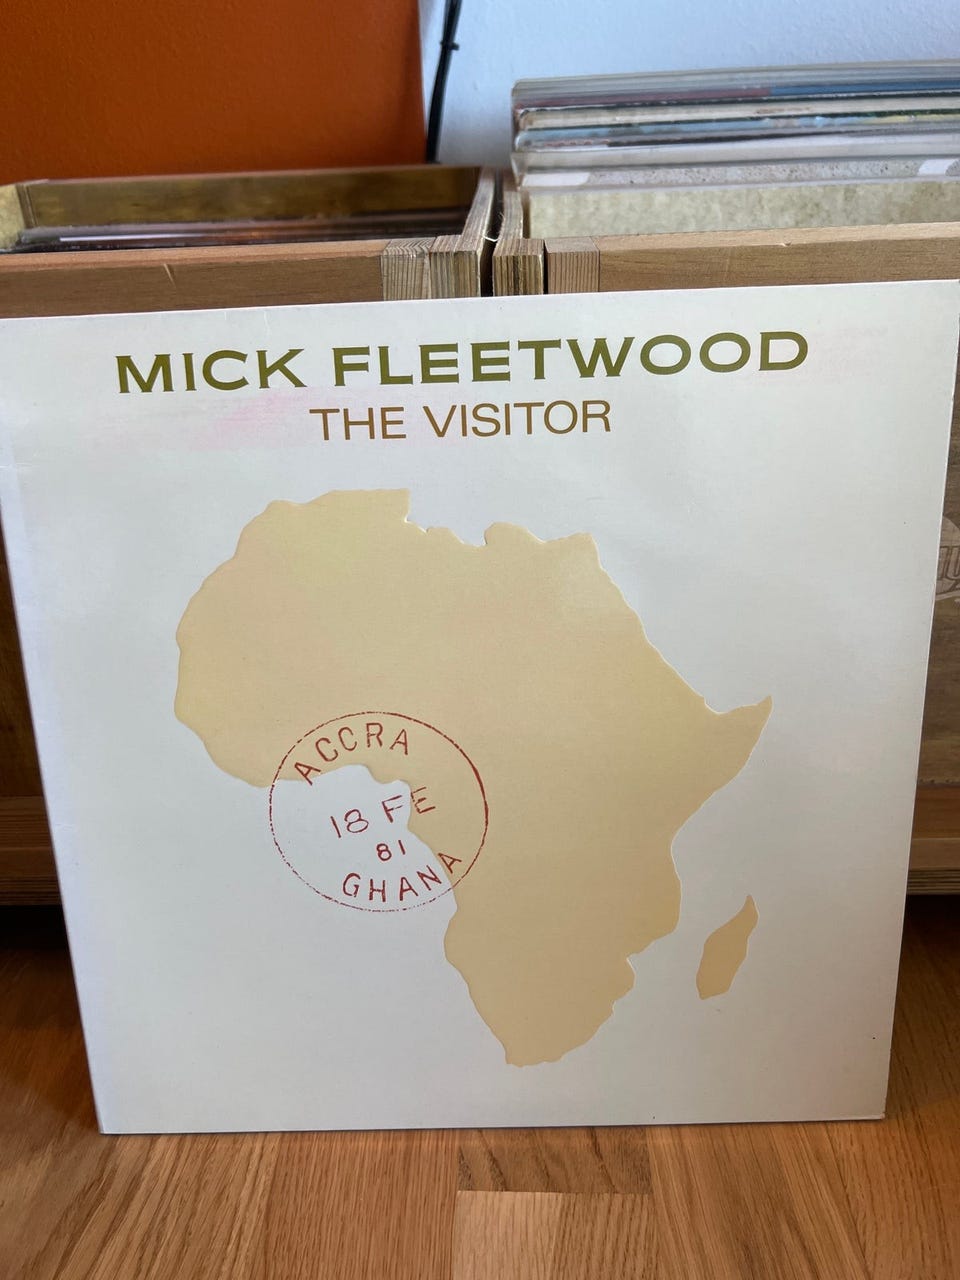 MICK FLEETWOOD
THE VISITOR
ACCRA
18 FE
81
GHANA